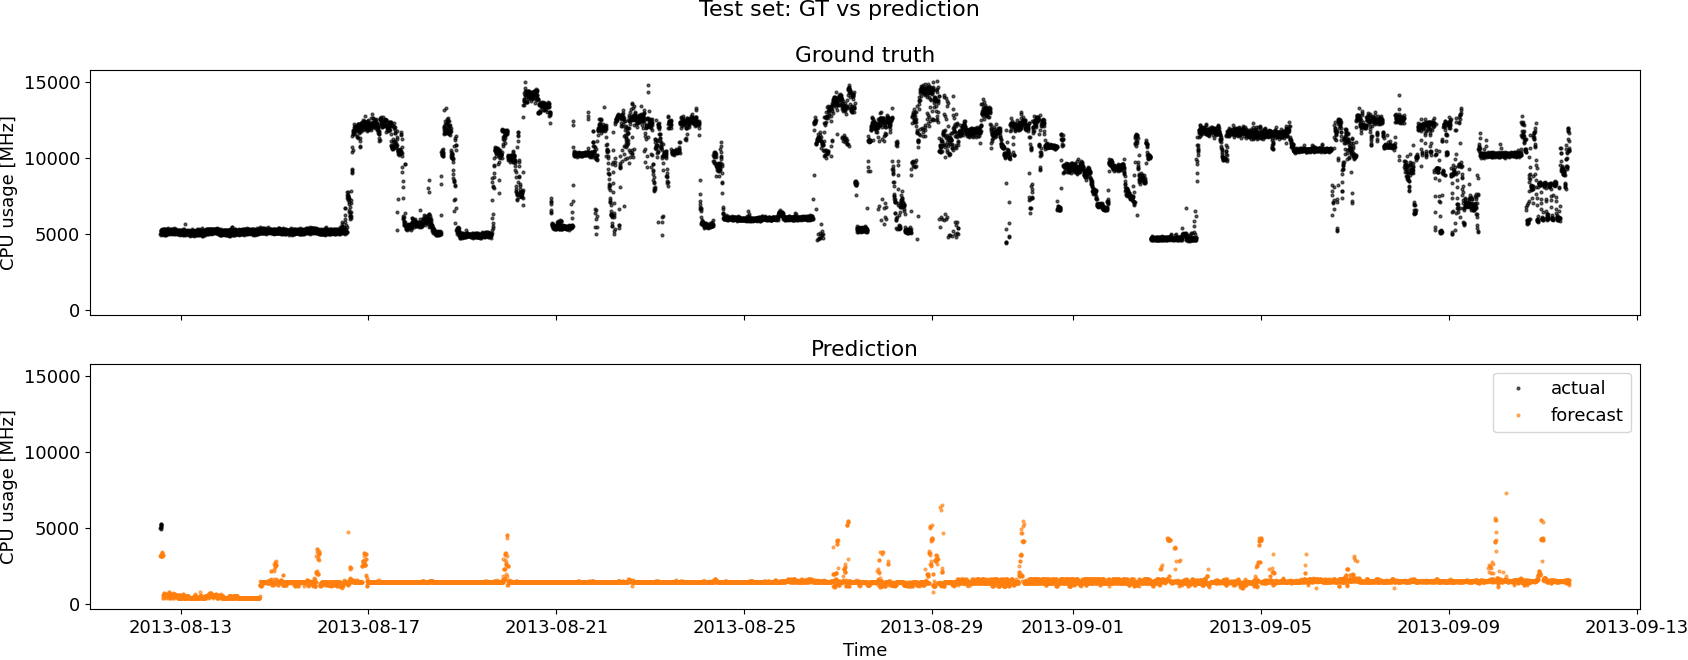 Test set: GT vs prediction
Ground truth
CPU usage [MHz]
15000
10000
5000
0
Prediction
CPU usage [MHz]
15000
10000
5000
0
actual
forecast
2013-08-13 2013-08-17 2013-08-21 2013-08-25 2013-08-29 2013-09-01 2013-09-05 2013-09-09 2013-09-13
Time